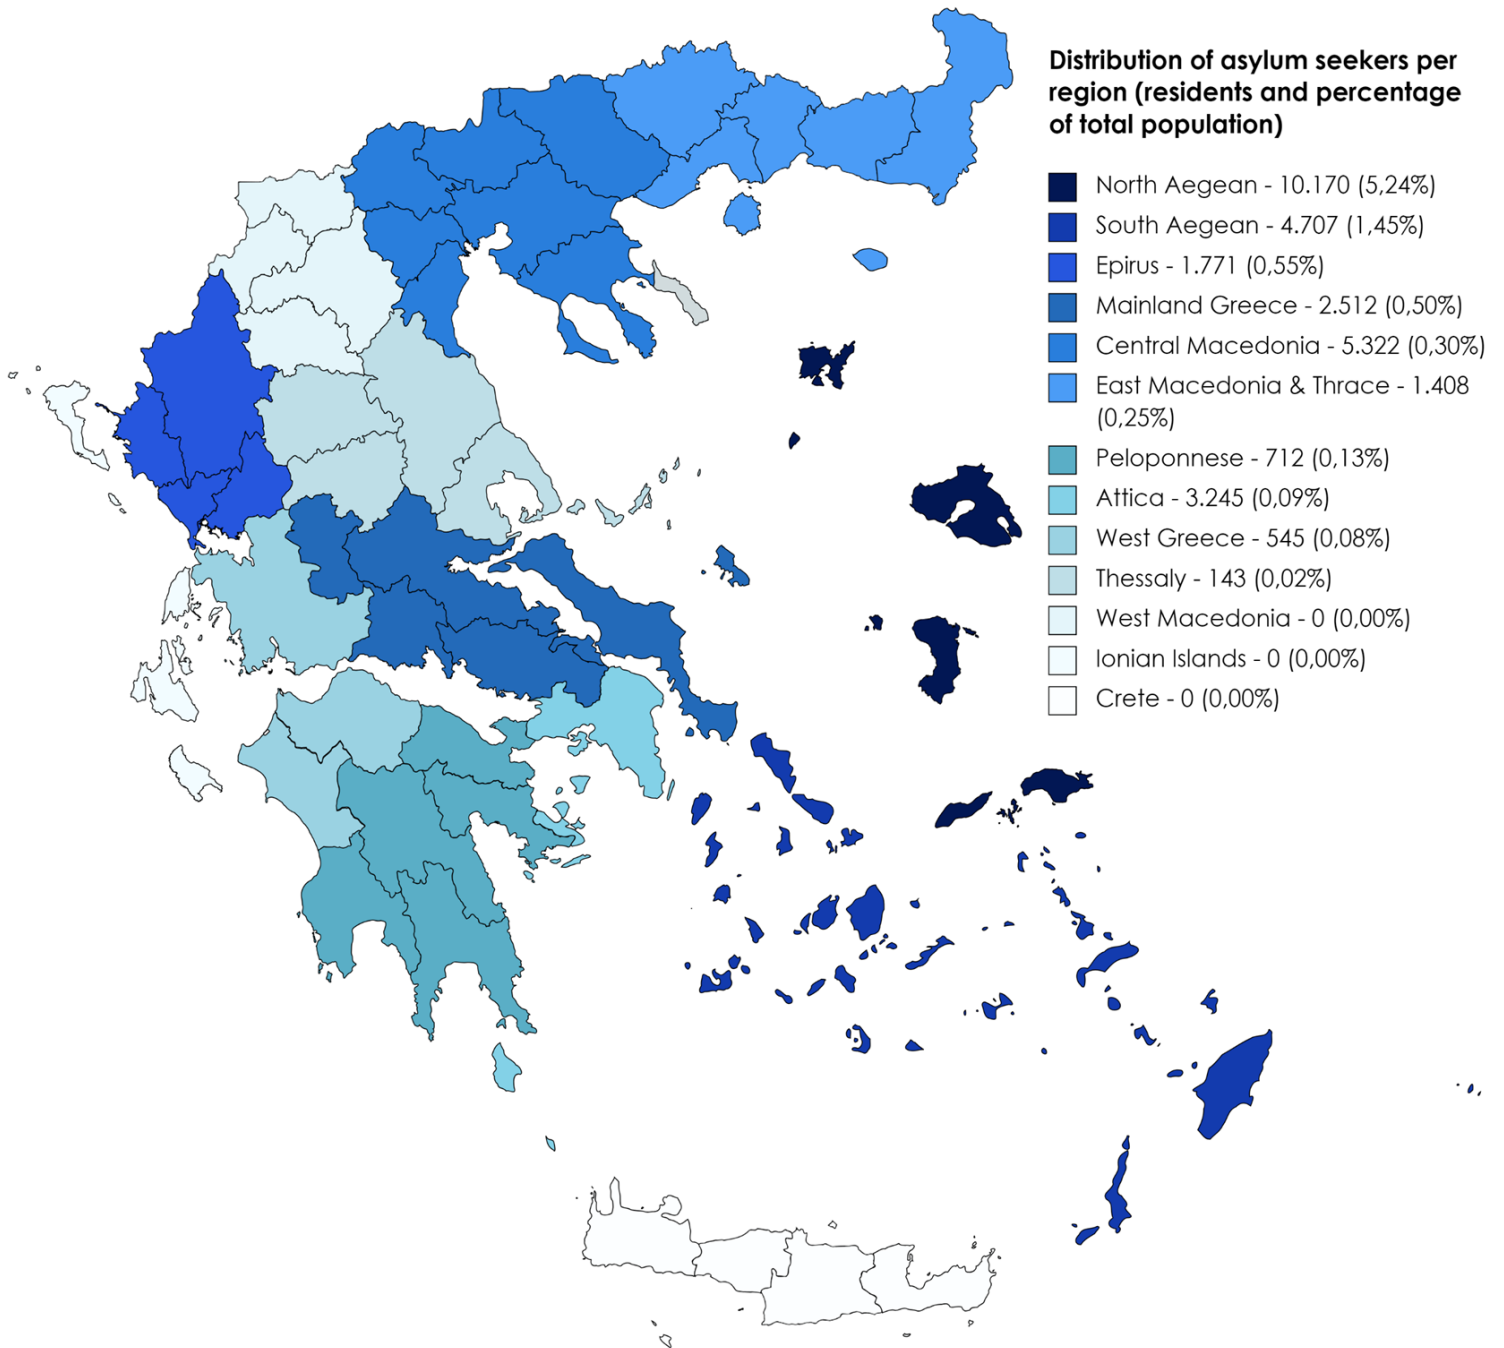 Distribution of asylum seekers per
region (residents and percentage
of total population)
North Aegean - 10.170 (5,24%)
South Aegean - 4.707 (1,45%)
Epirus - 1.771 (0,55%)
Mainland Greece - 2.512 (0,50%)
Central Macedonia - 5.322 (0,30%)
East Macedonia & Thrace - 1.408
(0,25%)
Peloponnese - 712 (0,13%)
Attica - 3.245 (0,09%)
West Greece - 545 (0,08%)
Thessaly - 143 (0,02%)
West Macedonia - 0 (0,00%)
Ionian Islands - 0 (0,00%)
Crete - 0 (0,00%)